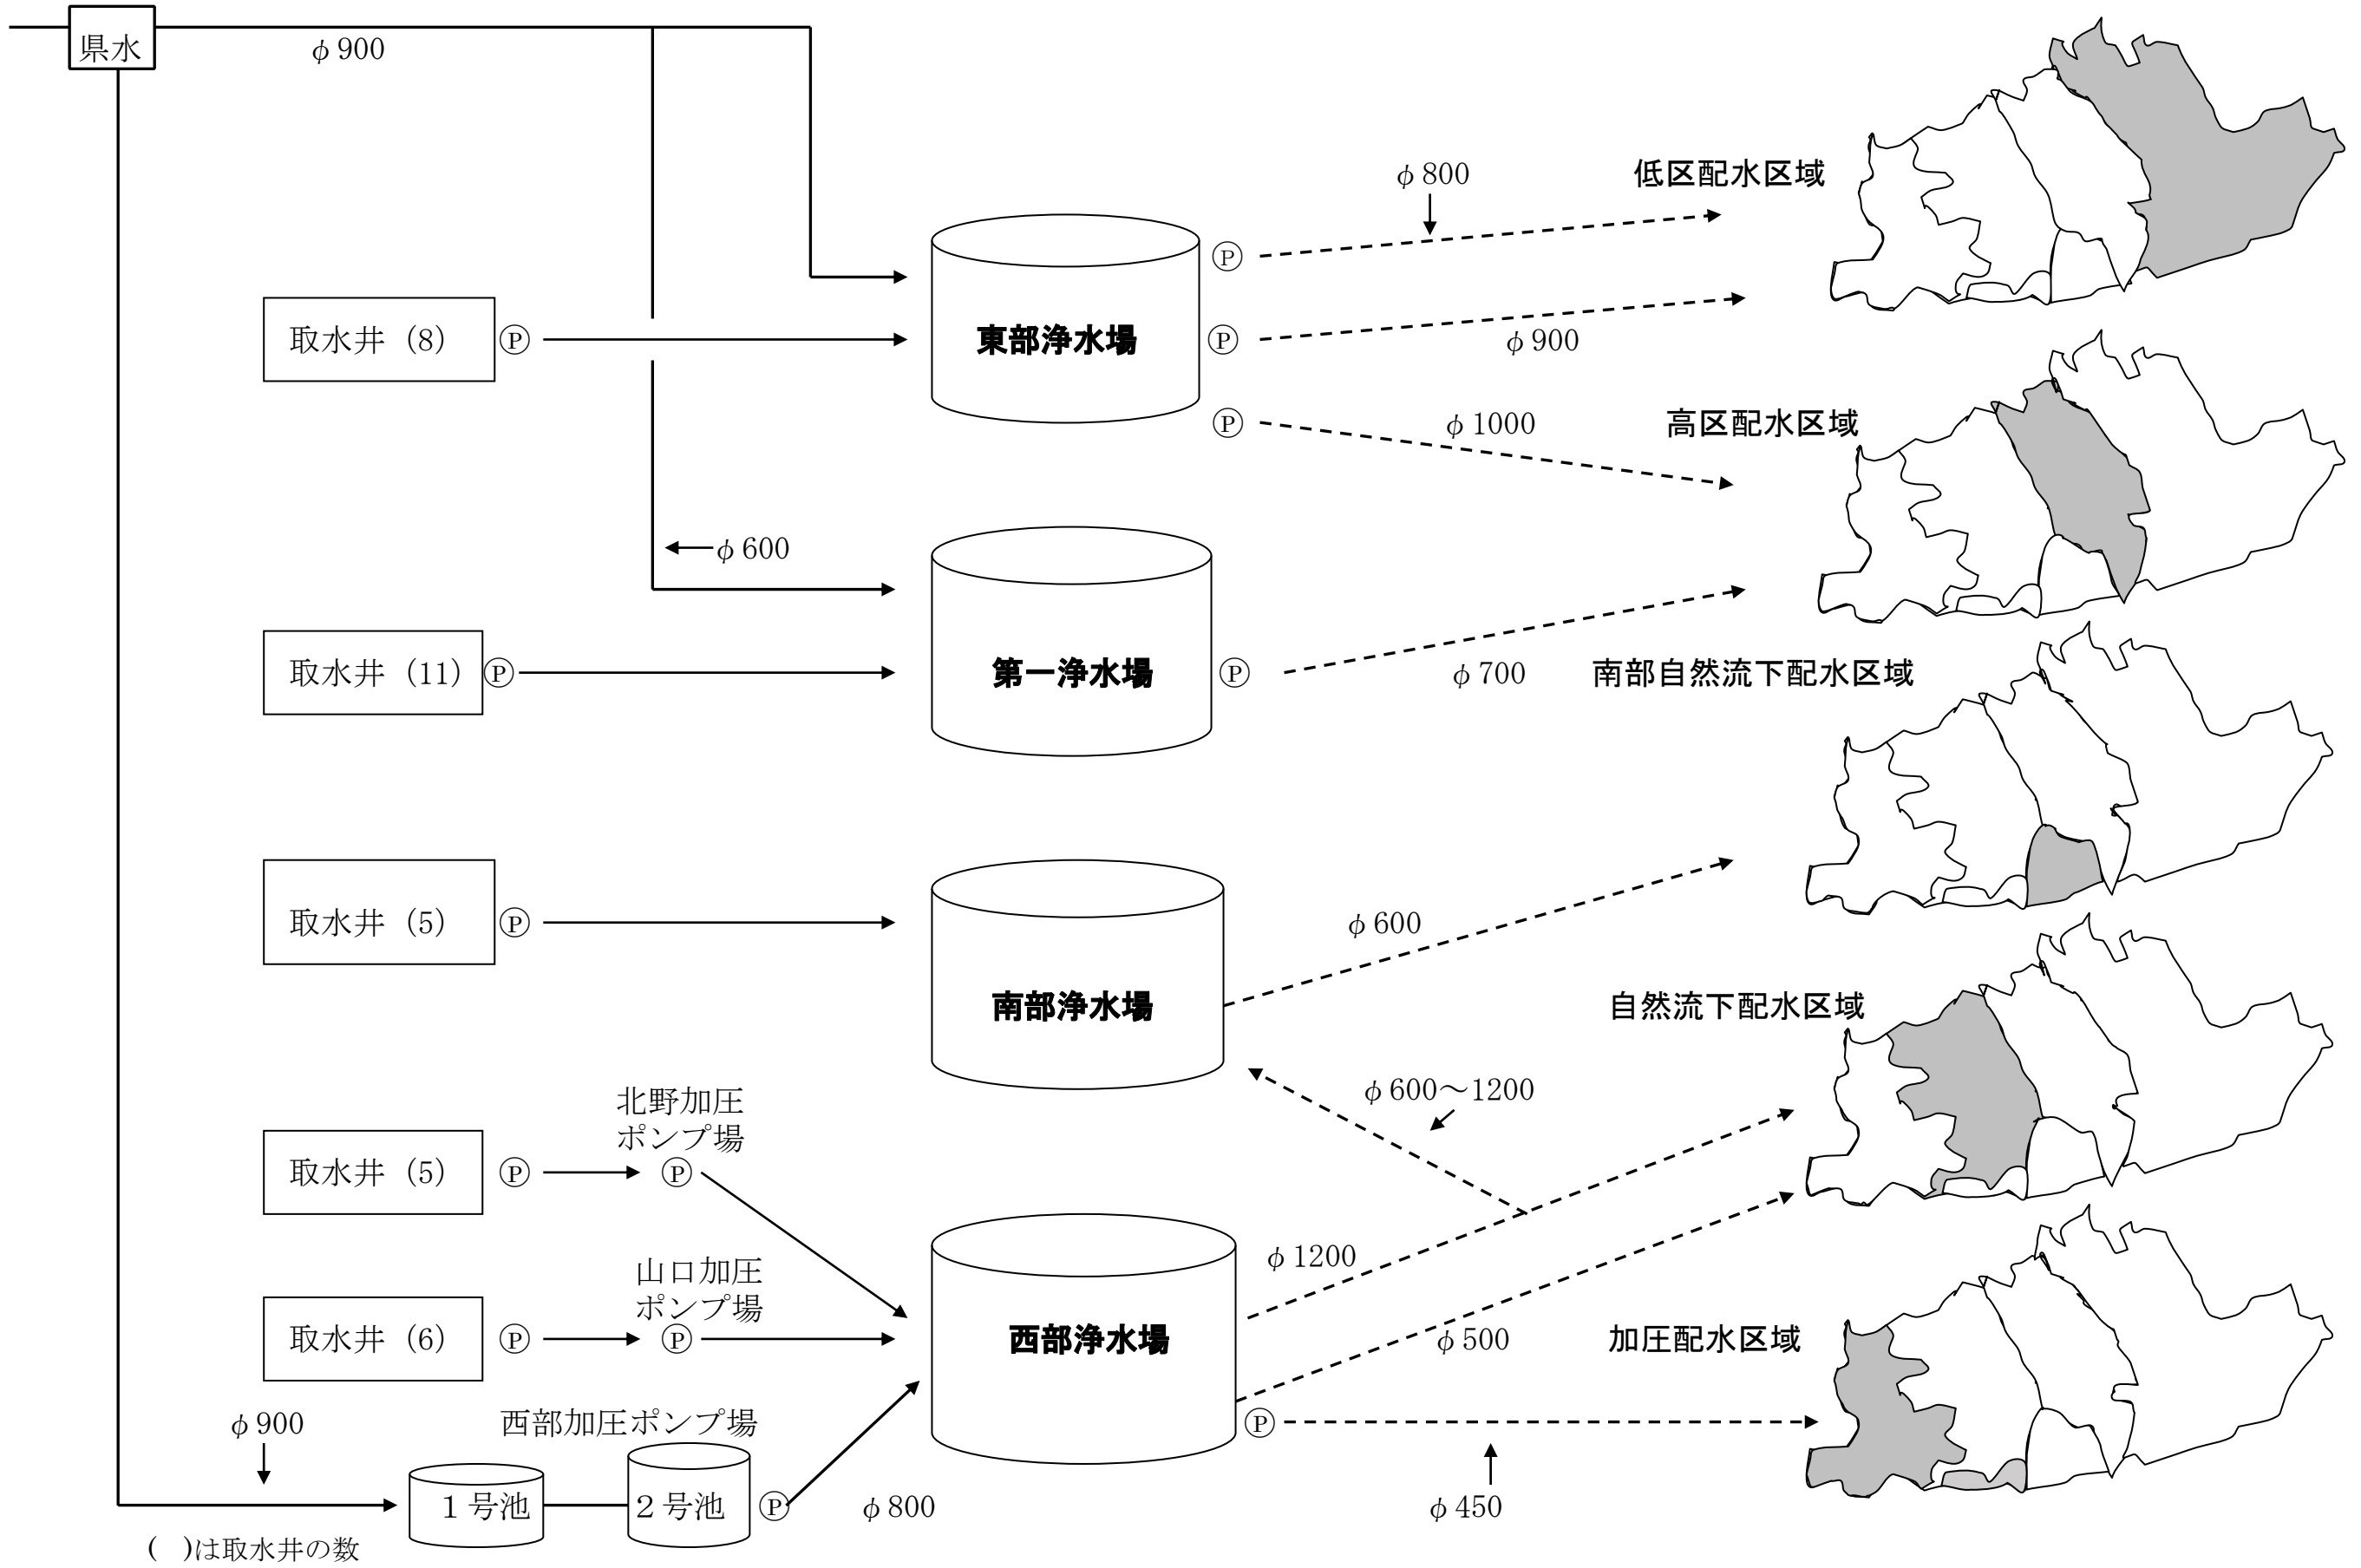 県水
φ900
φ800
低区配水区域
取水井（8）
Ⓟ
東部浄水場
Ⓟ
Ⓟ
Ⓟ
φ900
φ1000
高区配水区域
φ600
取水井（11）
Ⓟ
第一浄水場
Ⓟ
φ700
南部自然流下配水区域
取水井（5）
Ⓟ
φ600
南部浄水場
自然流下配水区域
φ600～1200
北野加圧
ポンプ場
取水井（5）
Ⓟ
Ⓟ
φ1200
山口加圧
ポンプ場
取水井（6）
Ⓟ
Ⓟ
西部浄水場
φ500
加圧配水区域
φ900
西部加圧ポンプ場
Ⓟ
１号池
２号池
Ⓟ
φ800
φ450
(　)は取水井の数